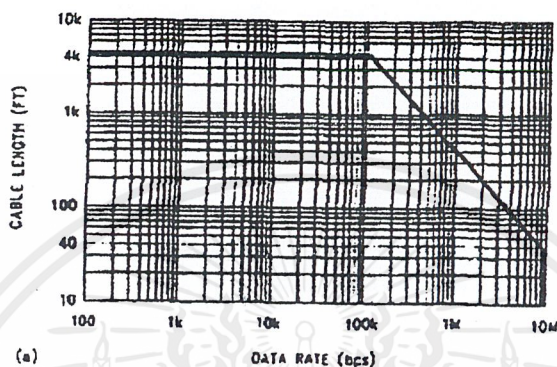 10k
4k
1k
100
40
10
CABLE LENGTH (FT)
100 1k 10k 100k 1M 10M
(a) DATA RATE (bps)